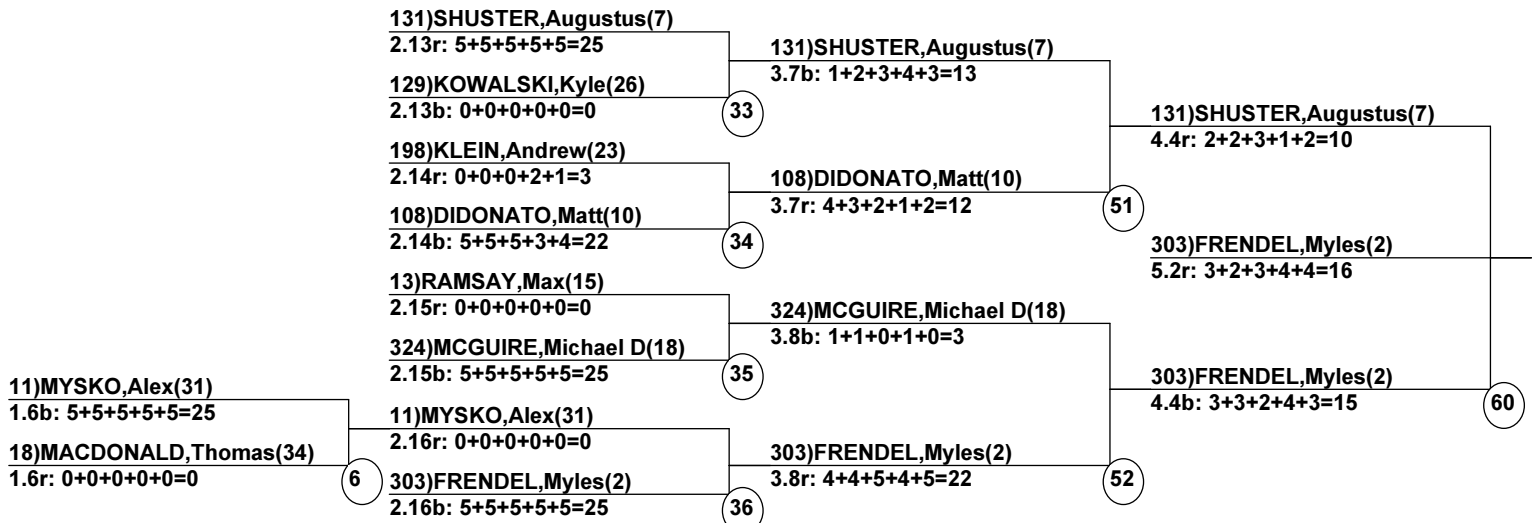 131)SHUSTER,Augustus(7)
2.13r: 5+5+5+5+5=25
129)KOWALSKI,Kyle(26)
2.13b: 0+0+0+0+0=0
33
198)KLEIN,Andrew(23)
2.14r: 0+0+0+2+1=3
108)DIDONATO,Matt(10)
2.14b: 5+5+5+3+4=22
34
13)RAMSAY,Max(15)
2.15r: 0+0+0+0+0=0
324)MCGUIRE,Michael D(18)
2.15b: 5+5+5+5+5=25
35
11)MYSKO,Alex(31)
1.6b: 5+5+5+5+5=25
18)MACDONALD,Thomas(34)
1.6r: 0+0+0+0+0=0
6
11)MYSKO,Alex(31)
2.16r: 0+0+0+0+0=0
303)FRENDEL,Myles(2)
2.16b: 5+5+5+5+5=25
36
131)SHUSTER,Augustus(7)
3.7b: 1+2+3+4+3=13
108)DIDONATO,Matt(10)
3.7r: 4+3+2+1+2=12
51
324)MCGUIRE,Michael D(18)
3.8b: 1+1+0+1+0=3
303)FRENDEL,Myles(2)
3.8r: 4+4+5+4+5=22
52
131)SHUSTER,Augustus(7)
4.4r: 2+2+3+1+2=10
303)FRENDEL,Myles(2)
5.2r: 3+2+3+4+4=16
303)FRENDEL,Myles(2)
4.4b: 3+3+2+4+3=15
60